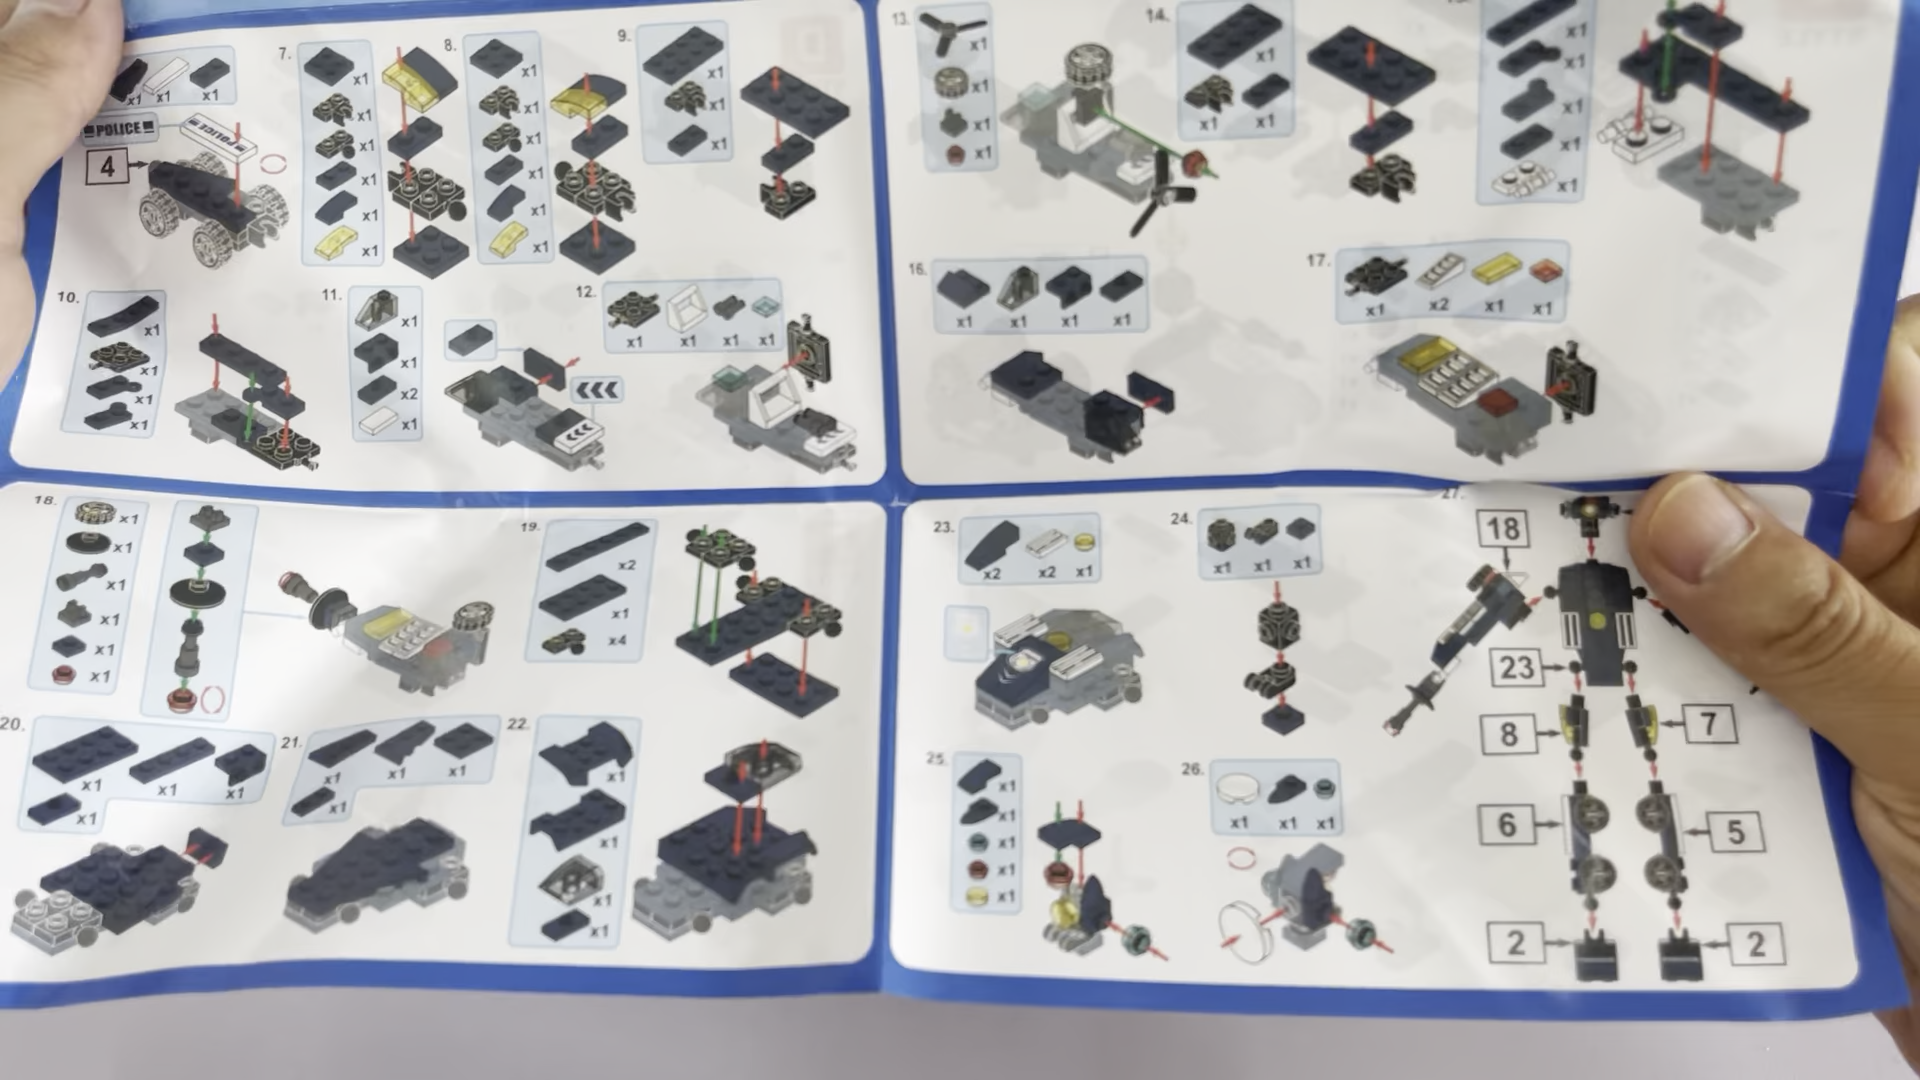 x1 x1 x1
POLICE
POLICE
4
7.
x1
x1
x1
x1
x1
x1
8.
x1
x1
x1
x1
x1
x1
9.
x1
x1
x1
10.
x1
x1
x1
x1
11.
x1
x1
x2
x1
12.
x1 x1 x1 x1
13.
x1
x1
x1
x1
14.
x1
x1 x1
x1
x1
x1
x1
x1
16.
x1 x1 x1 x1
17.
x1 x2 x1 x1
18.
x1
x1
x1
x1
x1
x1
19.
x2
x1
x4
20.
x1 x1 x1
x1
21.
x1 x1 x1
x1
22.
x1
x1
x1
x1
23.
x2 x2 x1
24.
x1 x1 x1
25.
x1
x1
x1
x1
x1
26.
x1 x1 x1
27.
18
23
8
7
6
5
2
2